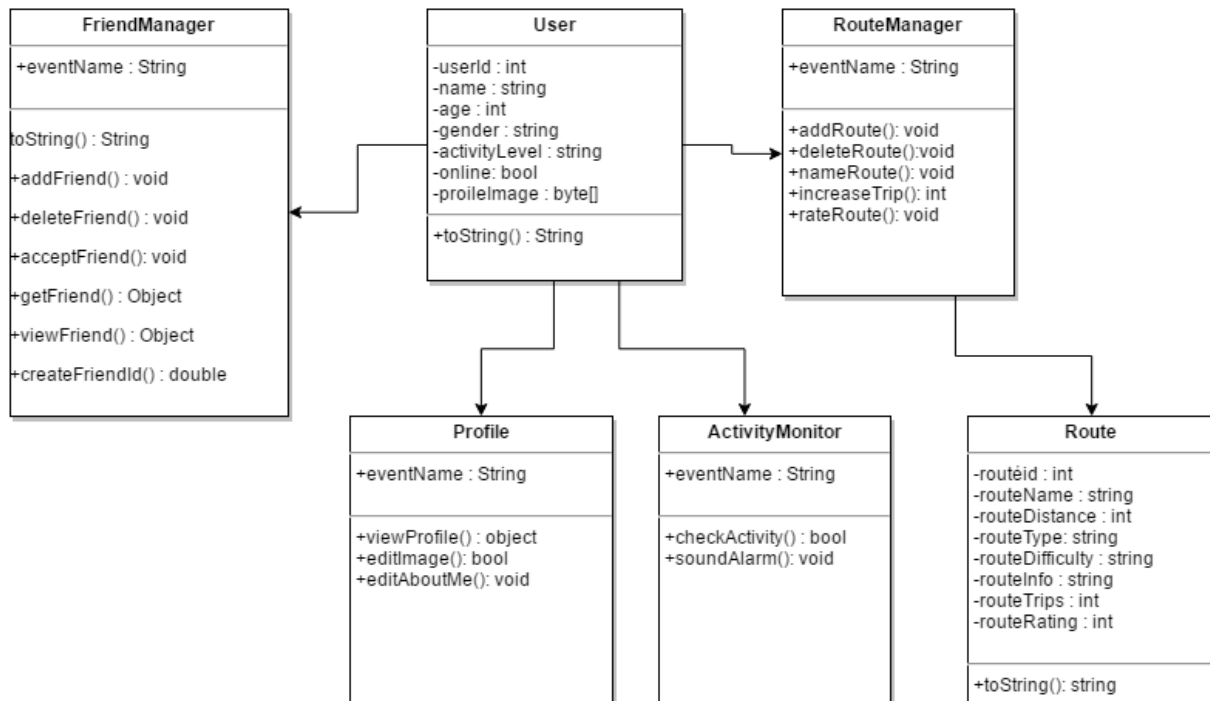 FriendManager
+eventName : String
toString() : String
+addFriend() : void
+deleteFriend() : void
+acceptFriend(): void
+getFriend() : Object
+viewFriend() : Object
+createFriendId() : double
User
-userId : int
-name : string
-age : int
-gender : string
-activityLevel : string
-online: bool
-proileImage : byte[]
+toString() : String
RouteManager
+eventName : String
+addRoute(): void
+deleteRoute():void
+nameRoute(): void
+increaseTrip(): int
+rateRoute(): void
Profile
+eventName : String
+viewProfile() : object
+editImage(): bool
+editAboutMe(): void
ActivityMonitor
+eventName : String
+checkActivity() : bool
+soundAlarm(): void
Route
-routéid : int
-routeName : string
-routeDistance : int
-routeType: string
-routeDifficulty : string
-routeInfo : string
-routeTrips : int
-routeRating : int
+toString(): string